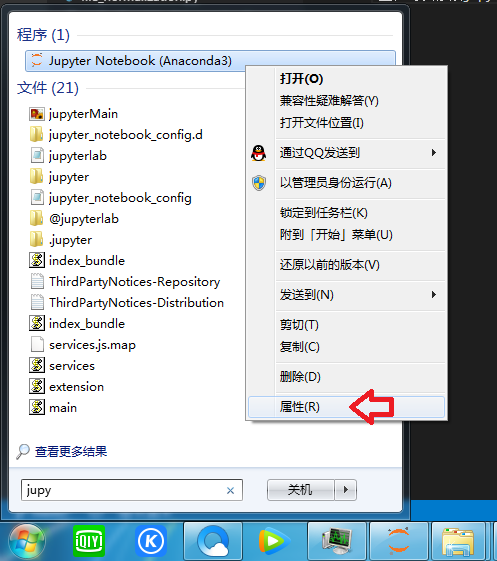 程序 (1)
Jupyter Notebook (Anaconda3)
文件 (21)
jupyterMain
jupyter_notebook_config.d
jupyterlab
jupyter
jupyter_notebook_config
@jupyterlab
.jupyter
index_bundle
ThirdPartyNotices-Repository
ThirdPartyNotices-Distribution
index_bundle
services.js.map
services
extension
main
查看更多结果
jupy
关机
打开(O)
兼容性疑难解答(Y)
打开文件位置(I)
通过QQ发送到
以管理员身份运行(A)
锁定到任务栏(K)
附到「开始」菜单(U)
还原以前的版本(V)
发送到(N)
剪切(T)
复制(C)
删除(D)
属性(R)
iQIYI
K